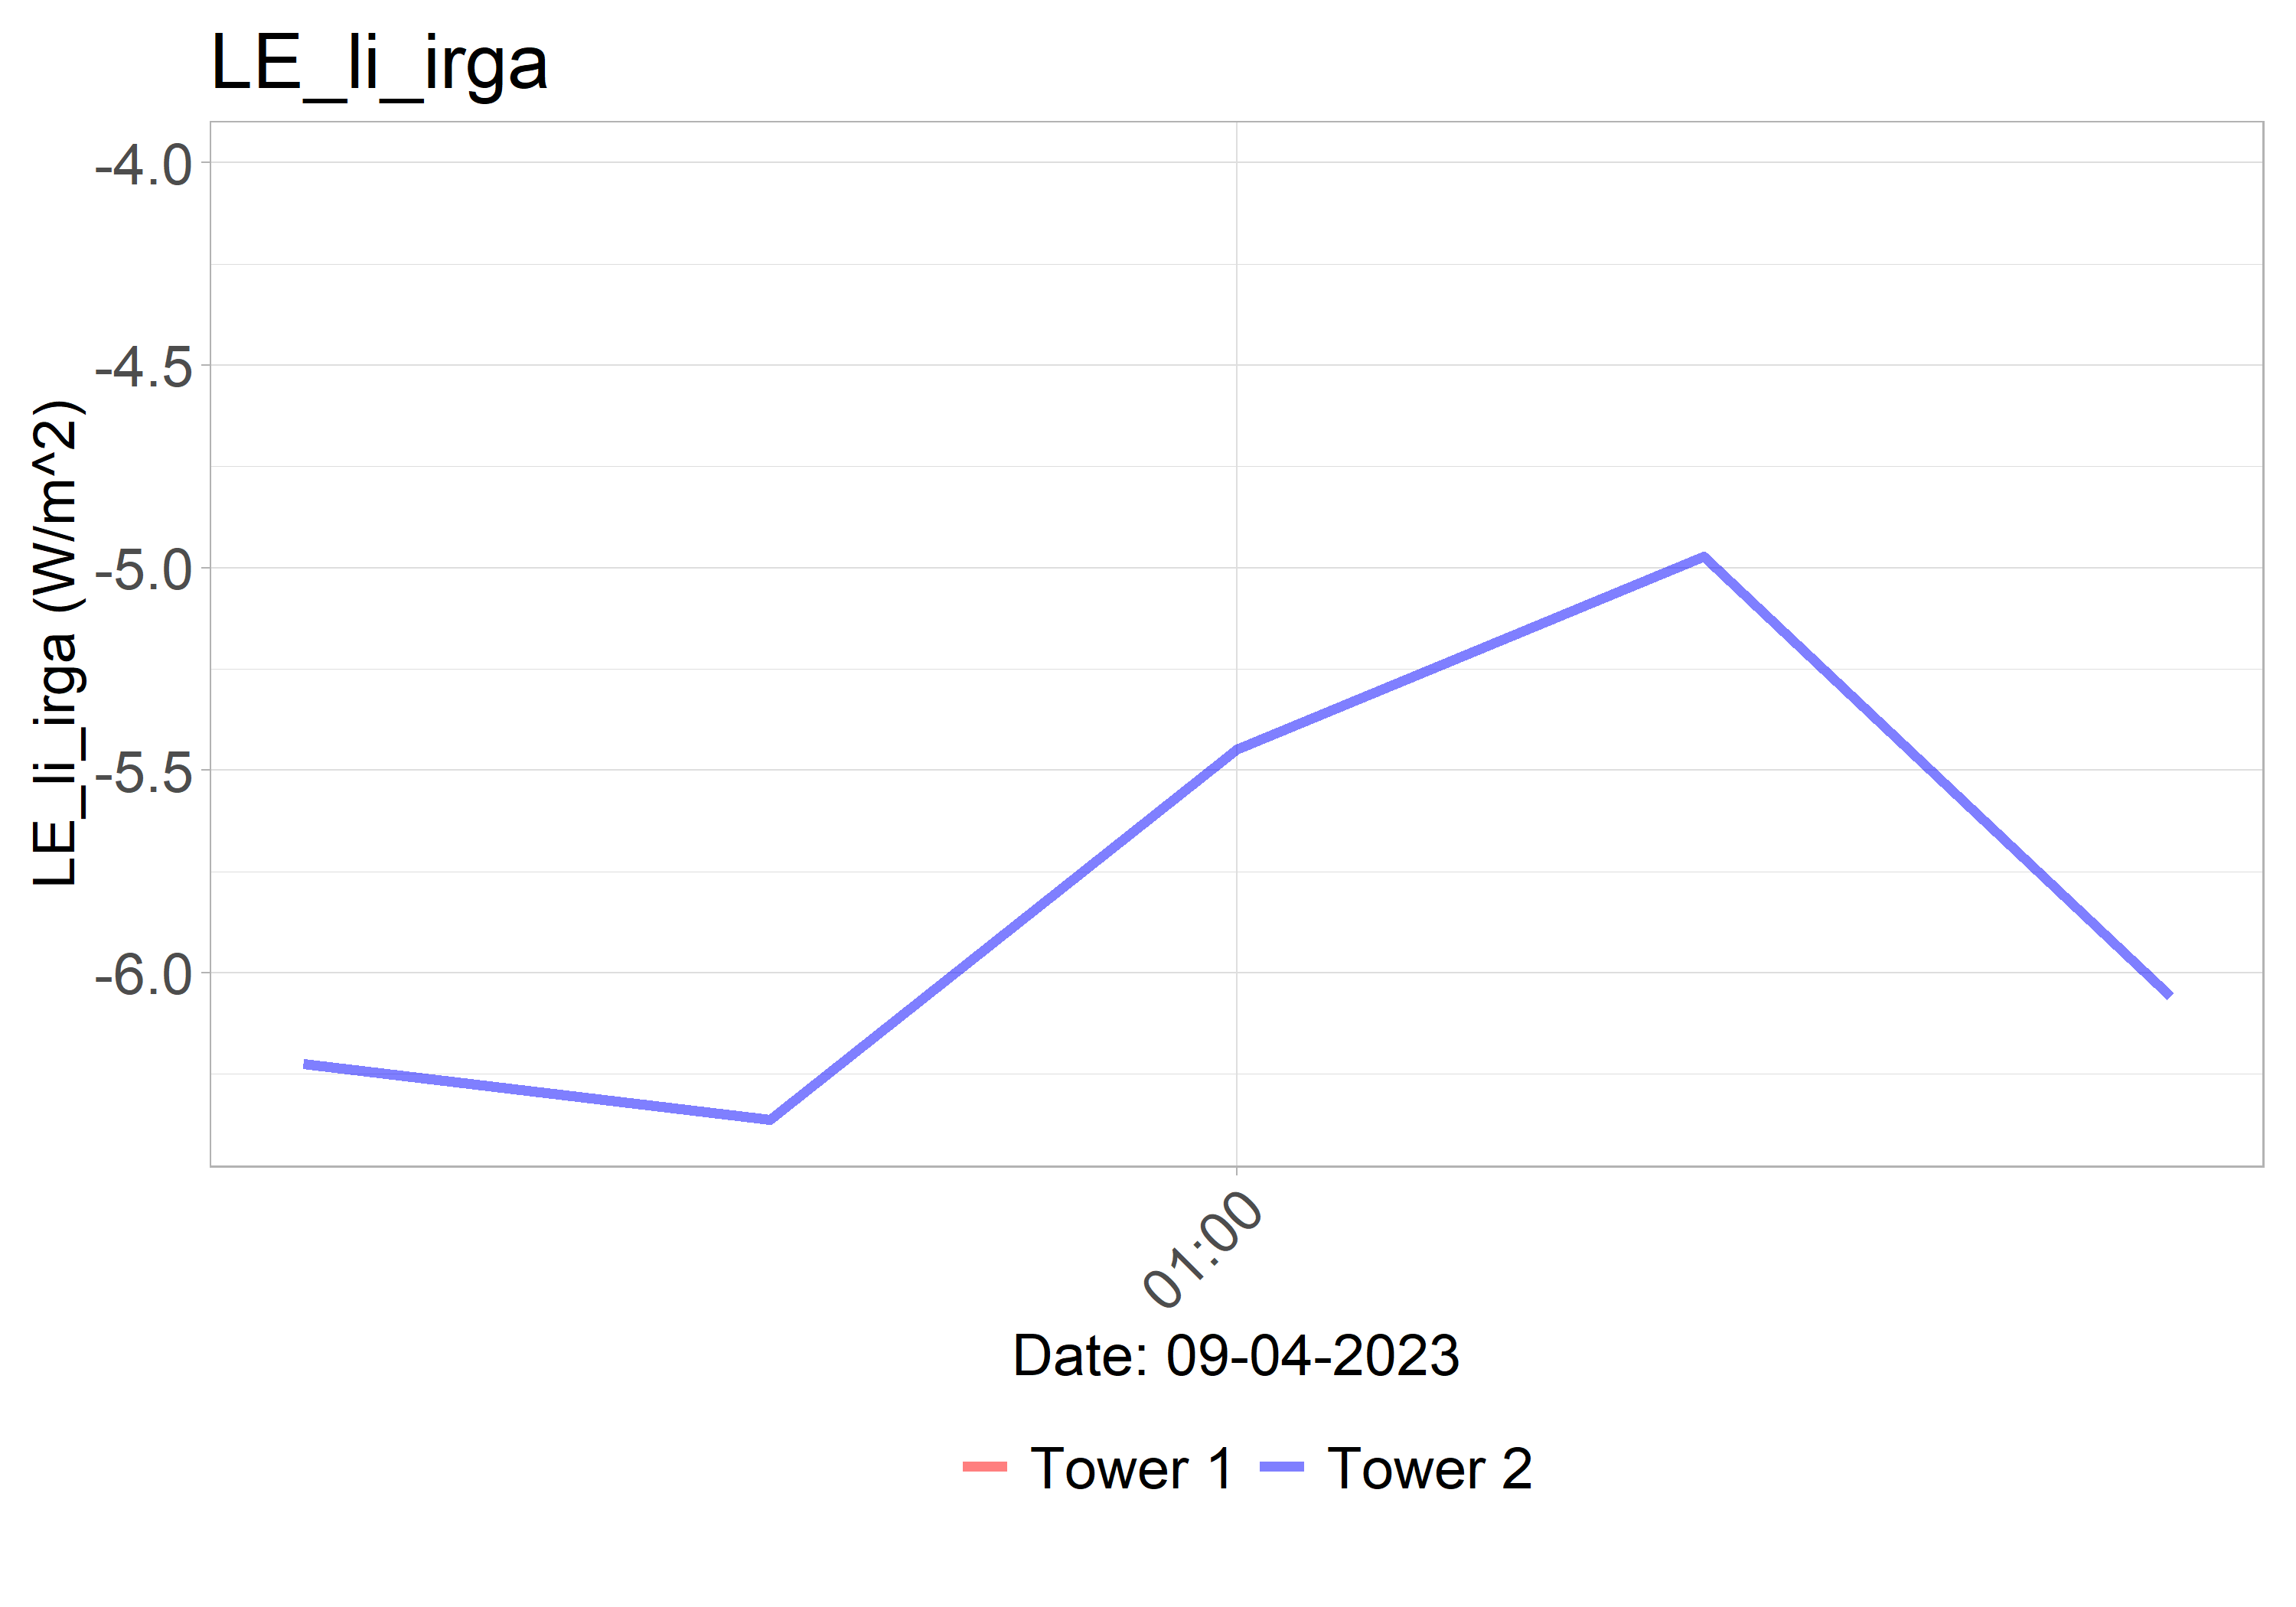 LE_li_irga
LE_li_irga (W/m^2)
-4.0
-4.5
-5.0
-5.5
-6.0
01:00
Date: 09-04-2023
Tower 1 Tower 2